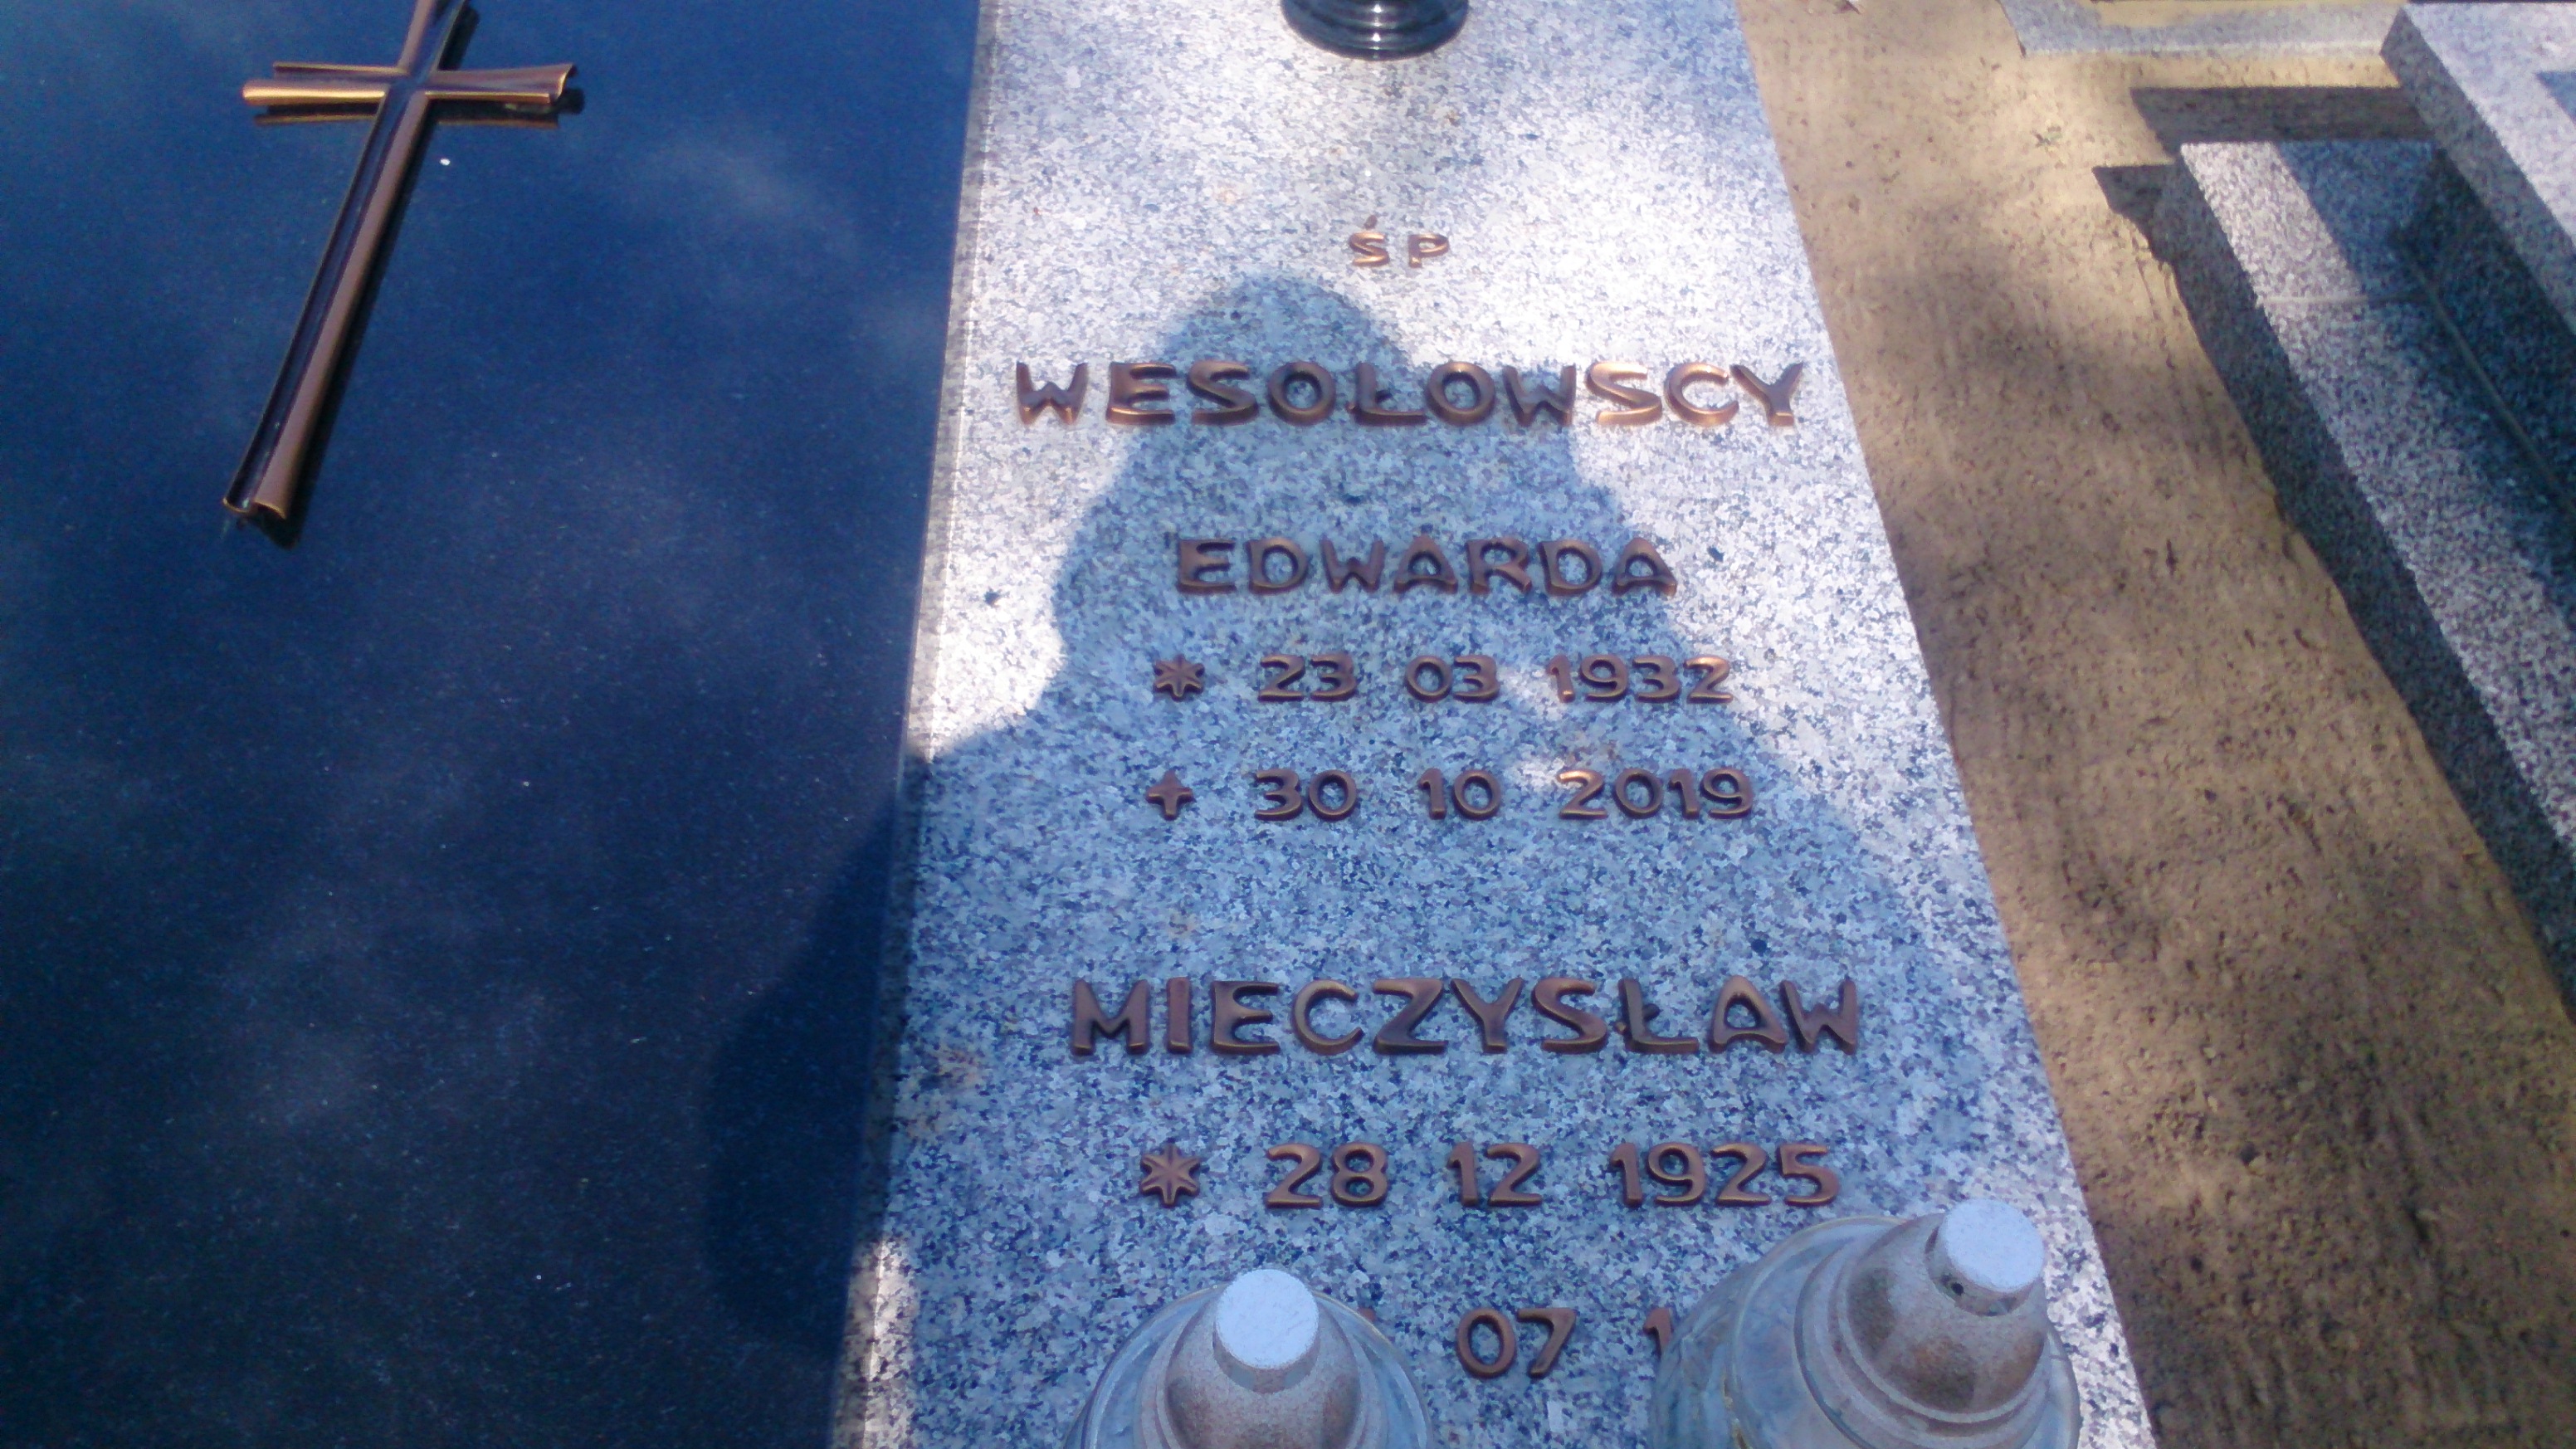 ŚP
WESOŁOWSCY
EDWARDA
* 23 03 1932
+ 30 10 2019
MIECZYSŁAW
* 28 12 1925
07